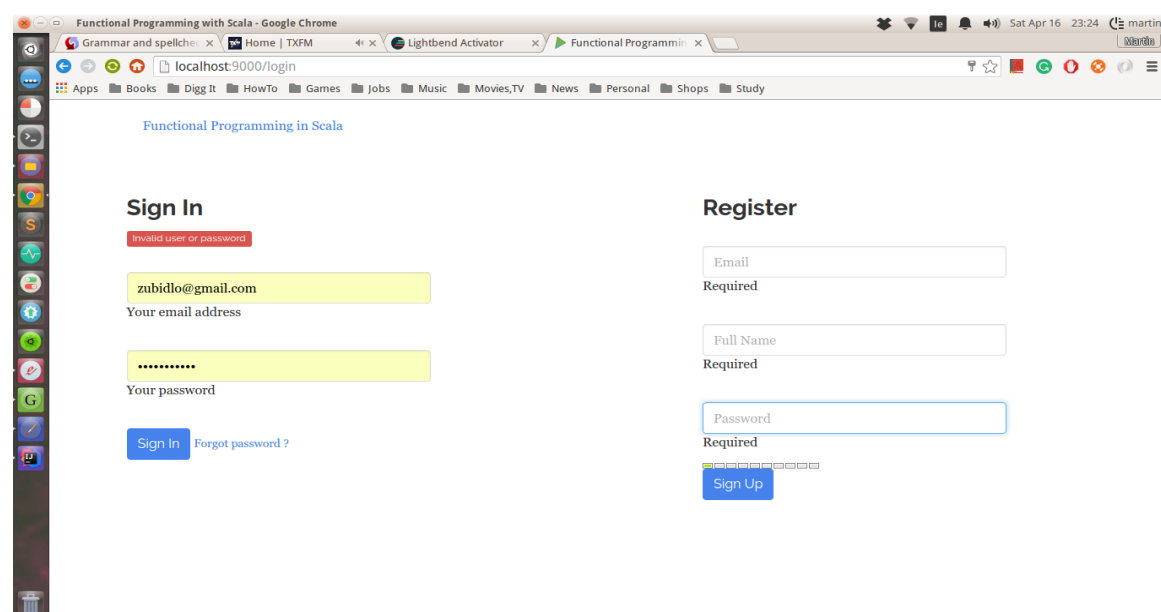 Functional Programming with Scala - Google Chrome
Ie
Sat Apr 16 23:24
martin
Grammar and spellche
Home | TXFM
Lightbend Activator
Functional Programmin
Martin
localhost:9000/login
Apps Books Digg It HowTo Games Jobs Music Movies,TV News Personal Shops Study
Functional Programming in Scala
Sign In
Invalid user or password
zubidlo@gmail.com
Your email address
•••••••••••
Your password
Sign In Forgot password ?
Register
Email
Required
Full Name
Required
Password
Required
Sign Up
S
G
IJ